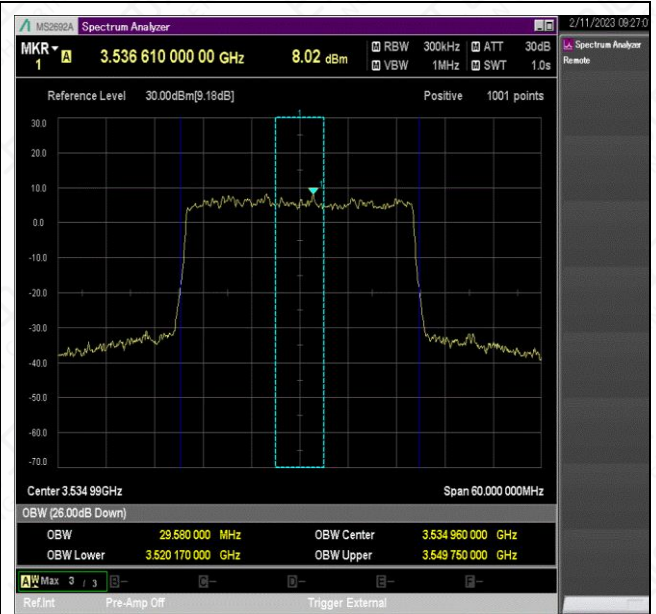 MS2692A Spectrum Analyzer
2/11/2023 09:27:0
MKR 1 A 3.536 610 000 00 GHz 8.02 dBm
M RBW 300kHz M ATT 30dB
M VBW 1MHz M SWT 1.0s
Spectrum Analyzer
Remote
Reference Level 30.00dBm[9.18dB] Positive 1001 points
1
30.0
20.0
10.0
1
0.0
-10.0
-20.0
-30.0
-40.0
-50.0
-60.0
-70.0
Center 3.534 99GHz Span 60.000 000MHz
OBW (26.00dB Down)
OBW 29.580 000 MHz OBW Center 3.534 960 000 GHz
OBW Lower 3.520 170 000 GHz OBW Upper 3.549 750 000 GHz
A W Max 3 / 3 B- C- D- E- F-
Ref.Int Pre-Amp Off Trigger External